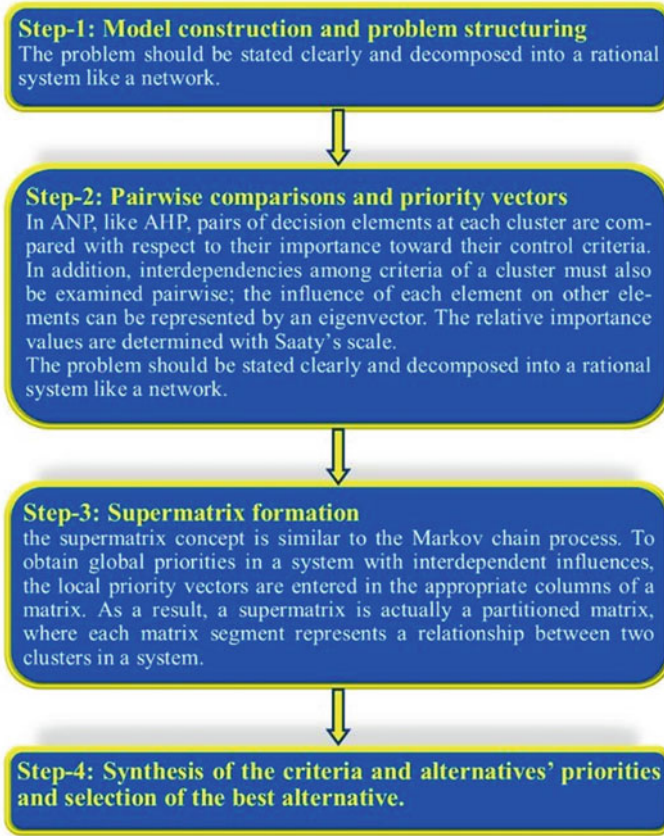 Step-1: Model construction and problem structuring
The problem should be stated clearly and decomposed into a rational
system like a network.
Step-2: Pairwise comparisons and priority vectors
In ANP, like AHP, pairs of decision elements at each cluster are com-
pared with respect to their importance toward their control criteria.
In addition, interdependencies among criteria of a cluster must also
be examined pairwise; the influence of each element on other ele-
ments can be represented by an eigenvector. The relative importance
values are determined with Saaty's scale.
The problem should be stated clearly and decomposed into a rational
system like a network.
Step-3: Supermatrix formation
the supermatrix concept is similar to the Markov chain process. To
obtain global priorities in a system with interdependent influences,
the local priority vectors are entered in the appropriate columns of a
matrix. As a result, a supermatrix is actually a partitioned matrix,
where each matrix segment represents a relationship between two
clusters in a system.
Step-4: Synthesis of the criteria and alternatives' priorities
and selection of the best alternative.